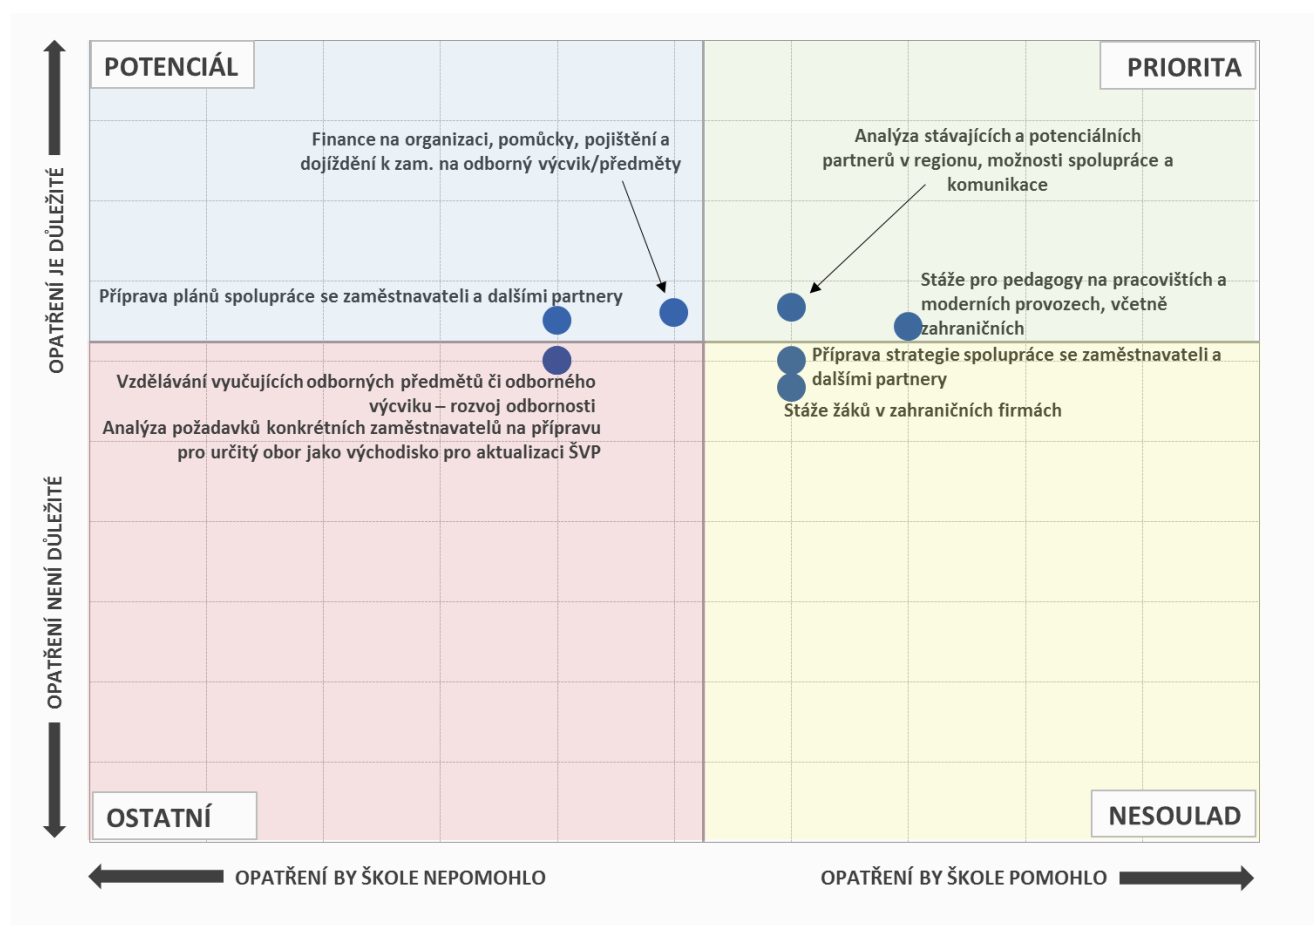 POTENCIÁL
PRIORITA
Finance na organizaci, pomůcky, pojištění a
dojíždění k zam. na odborný výcvik/předměty
Analýza stávajících a potenciálních
partnerů v regionu, možnosti spolupráce a
komunikace
Příprava plánů spolupráce se zaměstnavateli a dalšími partnery
Stáže pro pedagogy na pracovištích a
moderních provozech, včetně
zahraničních
Příprava strategie spolupráce se zaměstnavateli a
dalšími partnery
Stáže žáků v zahraničních firmách
Vzdělávání vyučujících odborných předmětů či odborného
výcviku – rozvoj odbornosti
Analýza požadavků konkrétních zaměstnavatelů na přípravu
pro určitý obor jako východisko pro aktualizaci ŠVP
OSTATNÍ
NESOULAD
OPATŘENÍ JE DŮLEŽITÉ
OPATŘENÍ NENÍ DŮLEŽITÉ
OPATŘENÍ BY ŠKOLE NEPOMOHLO
OPATŘENÍ BY ŠKOLE POMOHLO